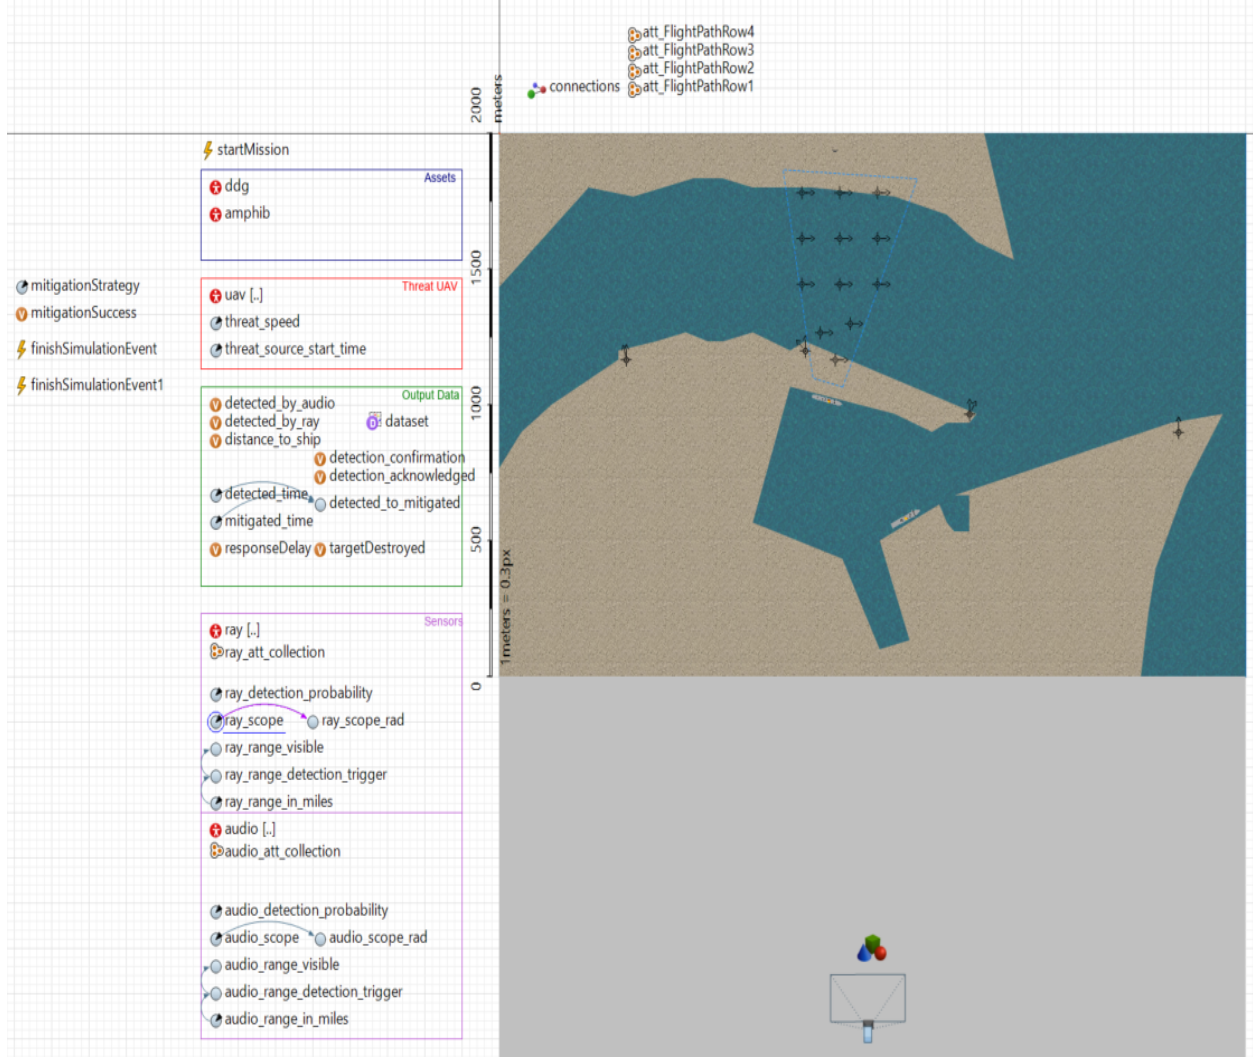 att_FlightPathRow4
att_FlightPathRow3
att_FlightPathRow2
connections att_FlightPathRow1
2000 meters
startMission
Assets
ddg
amphib
1500
mitigationStrategy
mitigationSuccess
finishSimulationEvent
finishSimulationEvent1
Threat UAV
uav [..]
threat_speed
threat_source_start_time
1000
Output Data
detected_by_audio
detected_by_ray dataset
distance_to_ship
detection_confirmation
detection_acknowledged
detected_time
detected_to_mitigated
mitigated_time
responseDelay targetDestroyed
500
1meters = 0.3px
0
Sensors
ray [..]
ray_att_collection
ray_detection_probability
ray_scope ray_scope_rad
ray_range_visible
ray_range_detection_trigger
ray_range_in_miles
audio [..]
audio_att_collection
audio_detection_probability
audio_scope audio_scope_rad
audio_range_visible
audio_range_detection_trigger
audio_range_in_miles